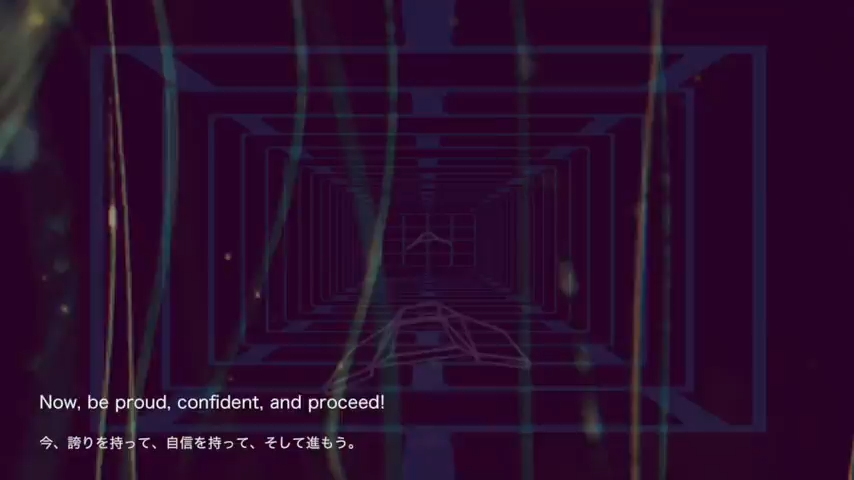 Now, be proud, confident, and proceed!
今、誇りを持って、自信を持って、そして進もう。